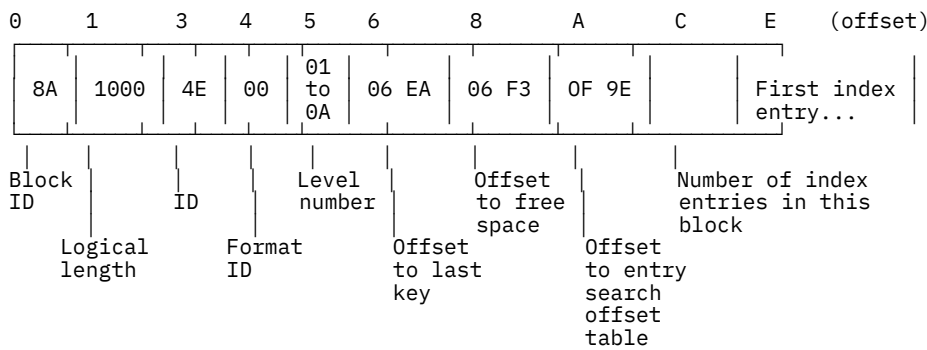 0 1 3 4 5 6 8 A C E (offset)
01
8A 1000 4E 00 to 06 EA 06 F3 0F 9E First index
0A entry...
Block Level Offset Number of index
ID ID number to free entries in this
space block
Logical Format Offset Offset
length ID to last to entry
key search
offset
table